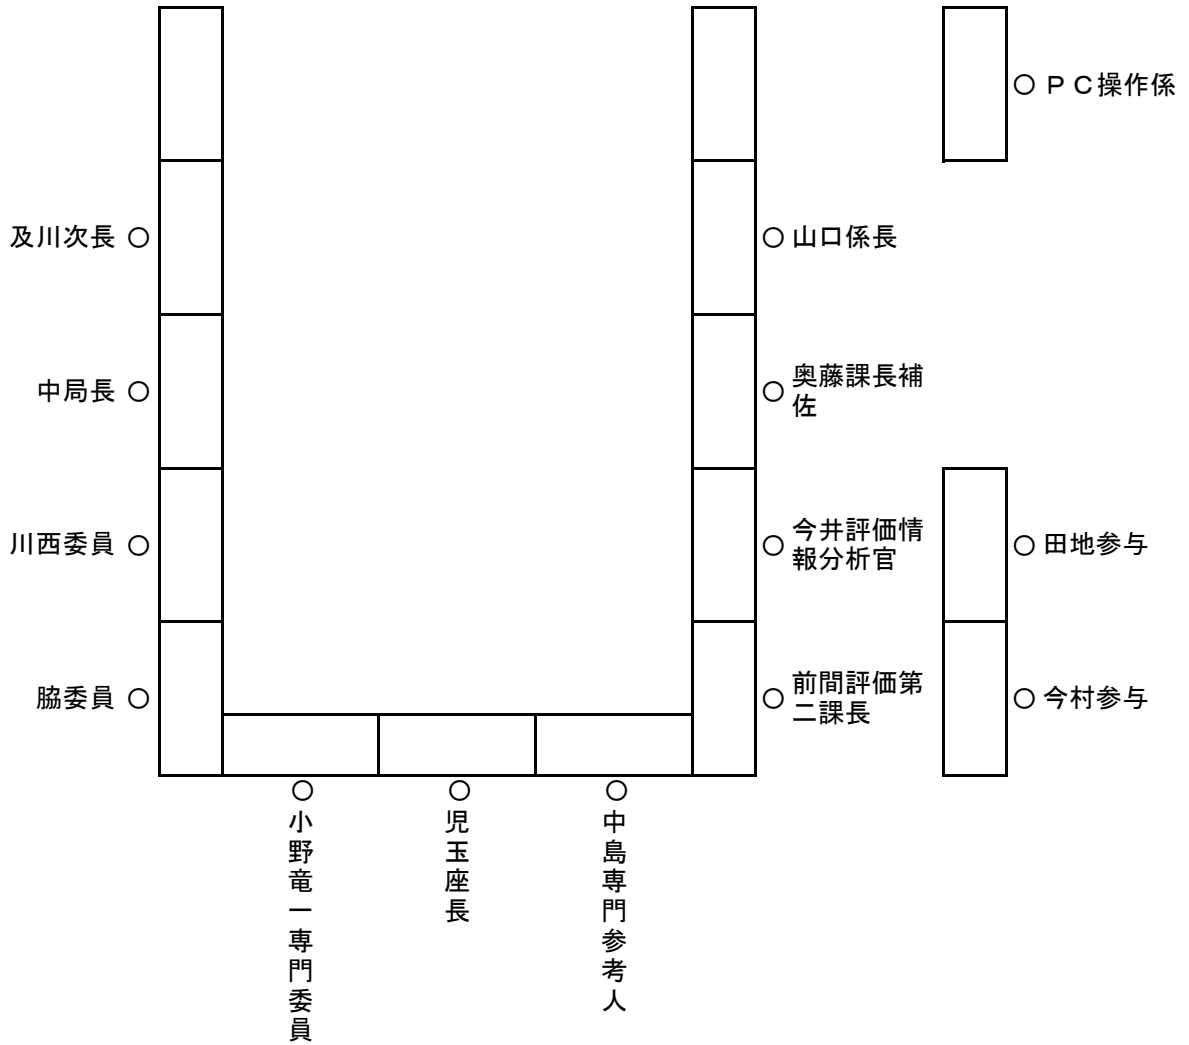 ＰＣ操作係
及川次長
山口係長
中局長
奥藤課長補
佐
川西委員
今井評価情
報分析官
田地参与
脇委員
前間評価第
二課長
今村参与
小野竜一専門委員
児玉座長
中島専門参考人